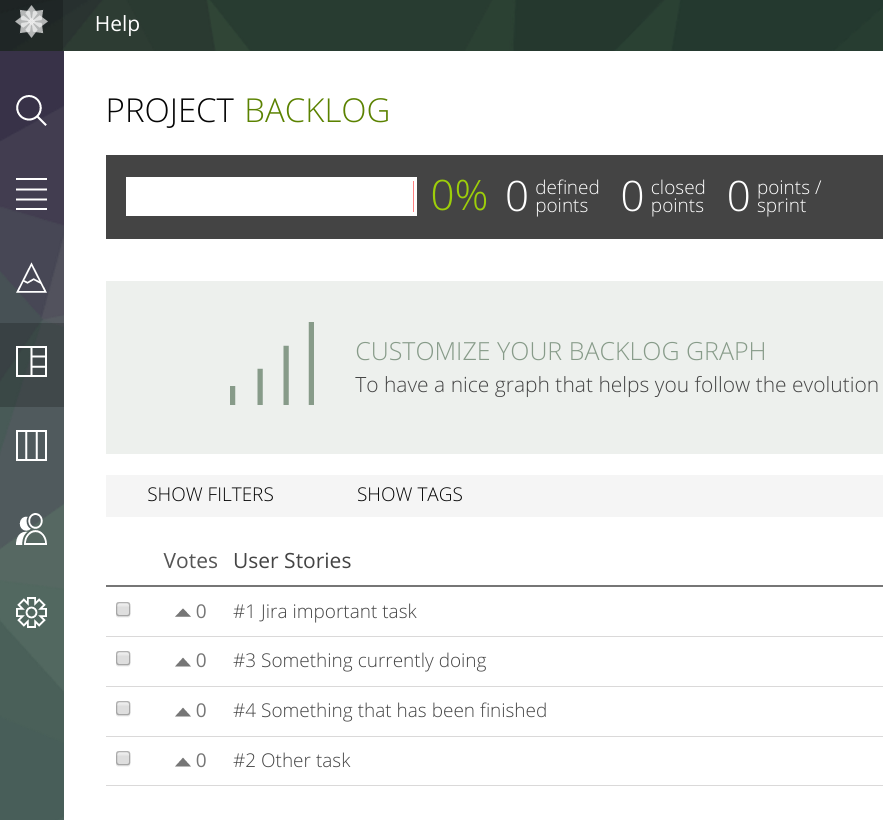 Help
PROJECT BACKLOG
0% 0 defined points 0 closed points 0 points / sprint
CUSTOMIZE YOUR BACKLOG GRAPH
To have a nice graph that helps you follow the evolution
SHOW FILTERS SHOW TAGS
Votes User Stories
0 #1 Jira important task
0 #3 Something currently doing
0 #4 Something that has been finished
0 #2 Other task